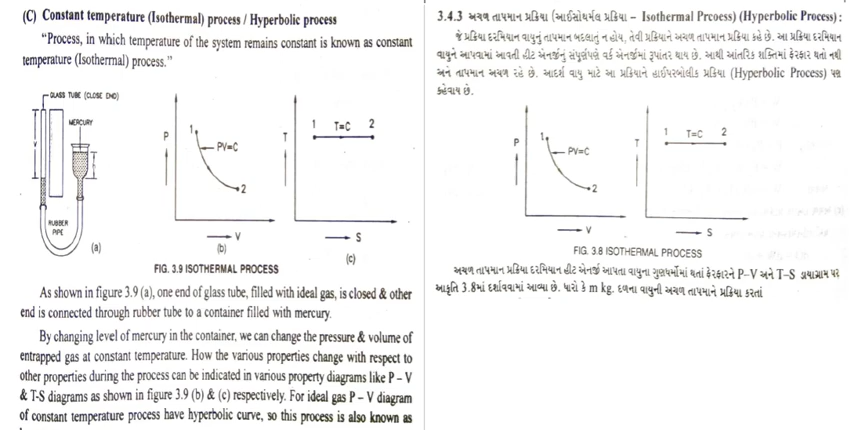 (C) Constant temperature (Isothermal) process / Hyperbolic process
"Process, in which temperature of the system remains constant is known as constant
temperature (Isothermal) process."
GLASS TUBE (CLOSE END)
MERCURY
V
RUBBER
PIPE
(a)
P
1
PV=C
2
V
(b)
T
1 T=C 2
S
(c)
FIG. 3.9 ISOTHERMAL PROCESS
As shown in figure 3.9 (a), one end of glass tube, filled with ideal gas, is closed & other
end is connected through rubber tube to a container filled with mercury.
By changing level of mercury in the container, we can change the pressure & volume of
entrapped gas at constant temperature. How the various properties change with respect to
other properties during the process can be indicated in various property diagrams like P – V
& T-S diagrams as shown in figure 3.9 (b) & (c) respectively. For ideal gas P – V diagram
of constant temperature process have hyperbolic curve, so this process is also known as
3.4.3 અચળ તાપમાન પ્રક્રિયા (આઈસોથર્મલ પ્રક્રિયા – Isothermal Prcoess) (Hyperbolic Process) :
જે પ્રક્રિયા દરમિયાન વાયુનું તાપમાન બદલાતું ન હોય, તેવી પ્રક્રિયાને અચળ તાપમાન પ્રક્રિયા કહે છે. આ પ્રક્રિયા દરમિયાન
વાયુને આપવામાં આવતી હીટ એનર્જીનું સંપૂર્ણપણે વર્ક એનર્જીમાં રૂપાંતર થાય છે. આથી આંતરિક શક્તિમાં ફેરફાર થતો નથી
અને તાપમાન અચળ રહે છે. આદર્શ વાયુ માટે આ પ્રક્રિયાને હાઈપરબોલીક પ્રક્રિયા (Hyperbolic Process) પણ
કહેવાય છે.
P
1
PV=C
2
V
T
1 T=C 2
S
FIG. 3.8 ISOTHERMAL PROCESS
અચળ તાપમાન પ્રક્રિયા દરમિયાન હીટ એનર્જી આપતા વાયુના ગુણધર્મોમાં થતાં ફેરફારને P–V અને T–S ડાયાગ્રામ પર
આકૃતિ 3.8માં દર્શાવવામાં આવ્યા છે. ધારો કે m kg. દળના વાયુની અચળ તાપમાને પ્રક્રિયા કરતાં